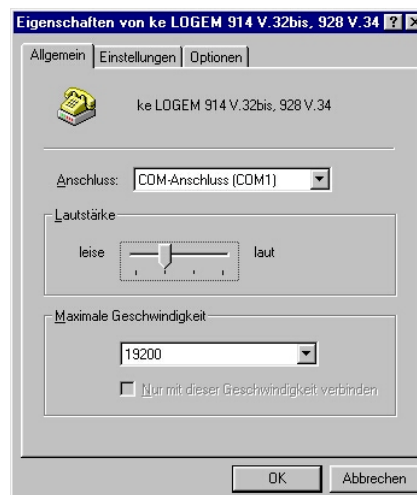 Eigenschaften von ke LOGEM 914 V.32bis, 928 V.34
Allgemein Einstellungen Optionen
ke LOGEM 914 V.32bis, 928 V.34
Anschluss: COM-Anschluss (COM1)
Lautstärke
leise laut
Maximale Geschwindigkeit
19200
Nur mit dieser Geschwindigkeit verbinden
OK Abbrechen